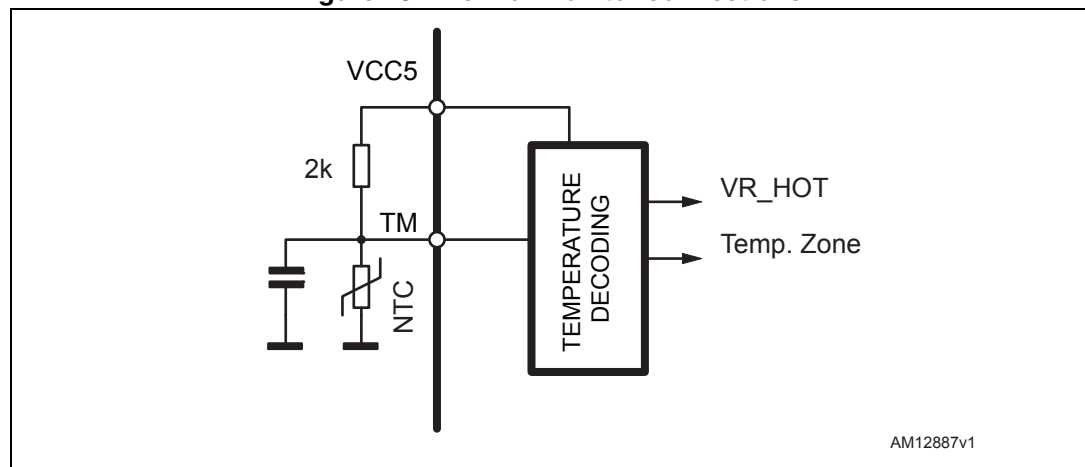 VCC5
2k
TM
NTC
TEMPERATURE
DECODING
VR_HOT
Temp. Zone
AM12887v1